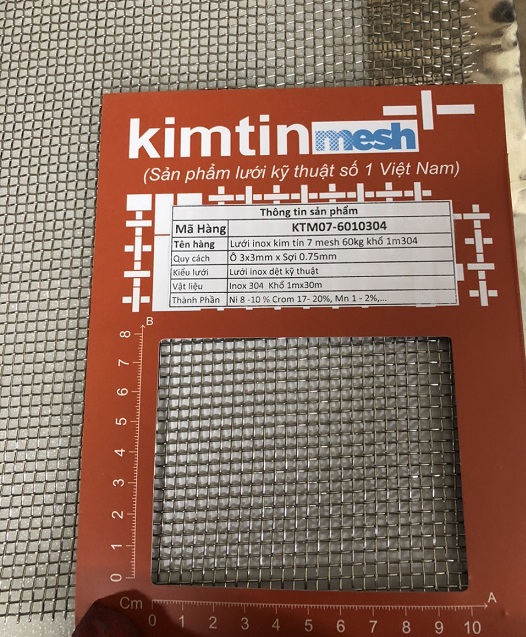 kimtin mesh
(Sản phẩm lưới kỹ thuật số 1 Việt Nam)
Thông tin sản phẩm
Mã Hàng KTM07-6010304
Tên hàng Lưới inox kim tín 7 mesh 60kg khổ 1m304
Quy cách Ô 3x3mm x Sợi 0.75mm
Kiểu lưới Lưới inox dệt kỹ thuật
Vật liệu Inox 304 Khổ 1mx30m
Thành Phần Ni 8 -10 % Crom 17- 20%, Mn 1 - 2%,...
B
8
7
6
5
4
3
2
1
0
Cm 0 1 2 3 4 5 6 7 8 9 10 A